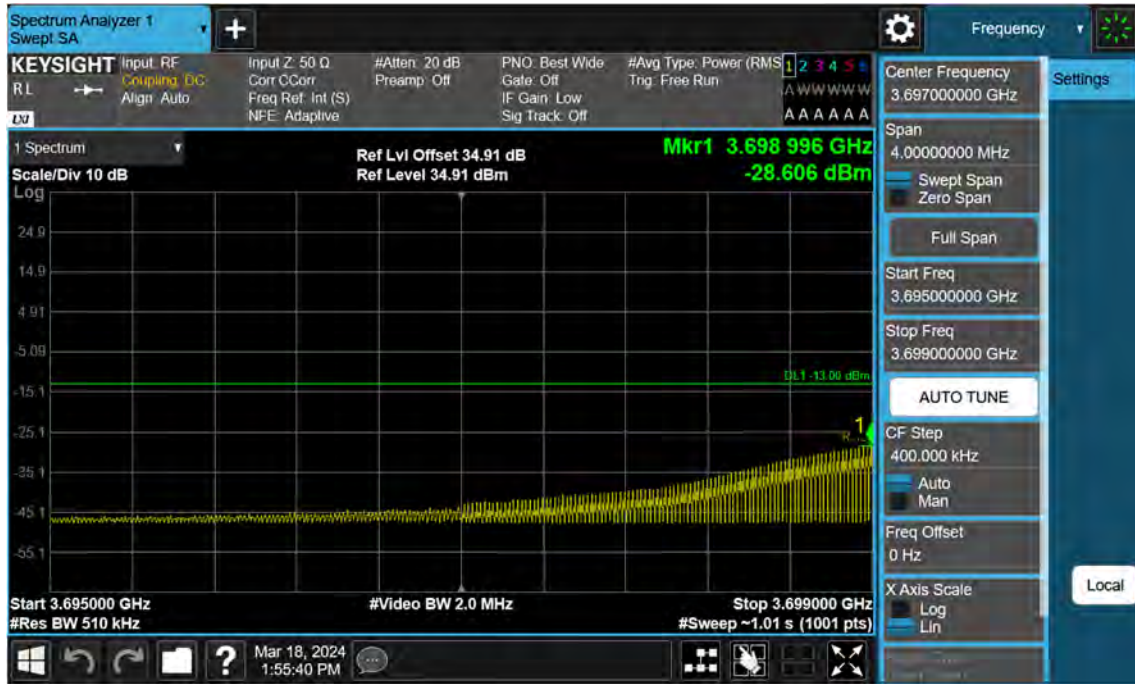 Spectrum Analyzer 1
Swept SA
Frequency
KEYSIGHT
RL
LXI
Input: RF
Coupling: DC
Align: Auto
Input Z: 50 Ω
Corr CCorr
Freq Ref: Int (S)
NFE: Adaptive
#Atten: 20 dB
Preamp: Off
PNO: Best Wide
Gate: Off
IF Gain: Low
Sig Track: Off
#Avg Type: Power (RMS
Trig: Free Run
1 2 3 4 5 6
A W W W W W
A A A A A A
1 Spectrum
Scale/Div 10 dB
Ref Lvl Offset 34.91 dB
Ref Level 34.91 dBm
Mkr1 3.698 996 GHz
-28.606 dBm
Log
24.9
14.9
4.91
-5.09
DL1 -13.00 dBm
-15.1
1
-25.1
-35.1
-45.1
-55.1
Start 3.695000 GHz
#Video BW 2.0 MHz
Stop 3.699000 GHz
#Res BW 510 kHz
#Sweep ~1.01 s (1001 pts)
?
Mar 18, 2024
1:55:40 PM
Center Frequency
3.697000000 GHz
Settings
Span
4.00000000 MHz
Swept Span
Zero Span
Full Span
Start Freq
3.695000000 GHz
Stop Freq
3.699000000 GHz
AUTO TUNE
CF Step
400.000 kHz
Auto
Man
Freq Offset
0 Hz
X Axis Scale
Log
Lin
Local